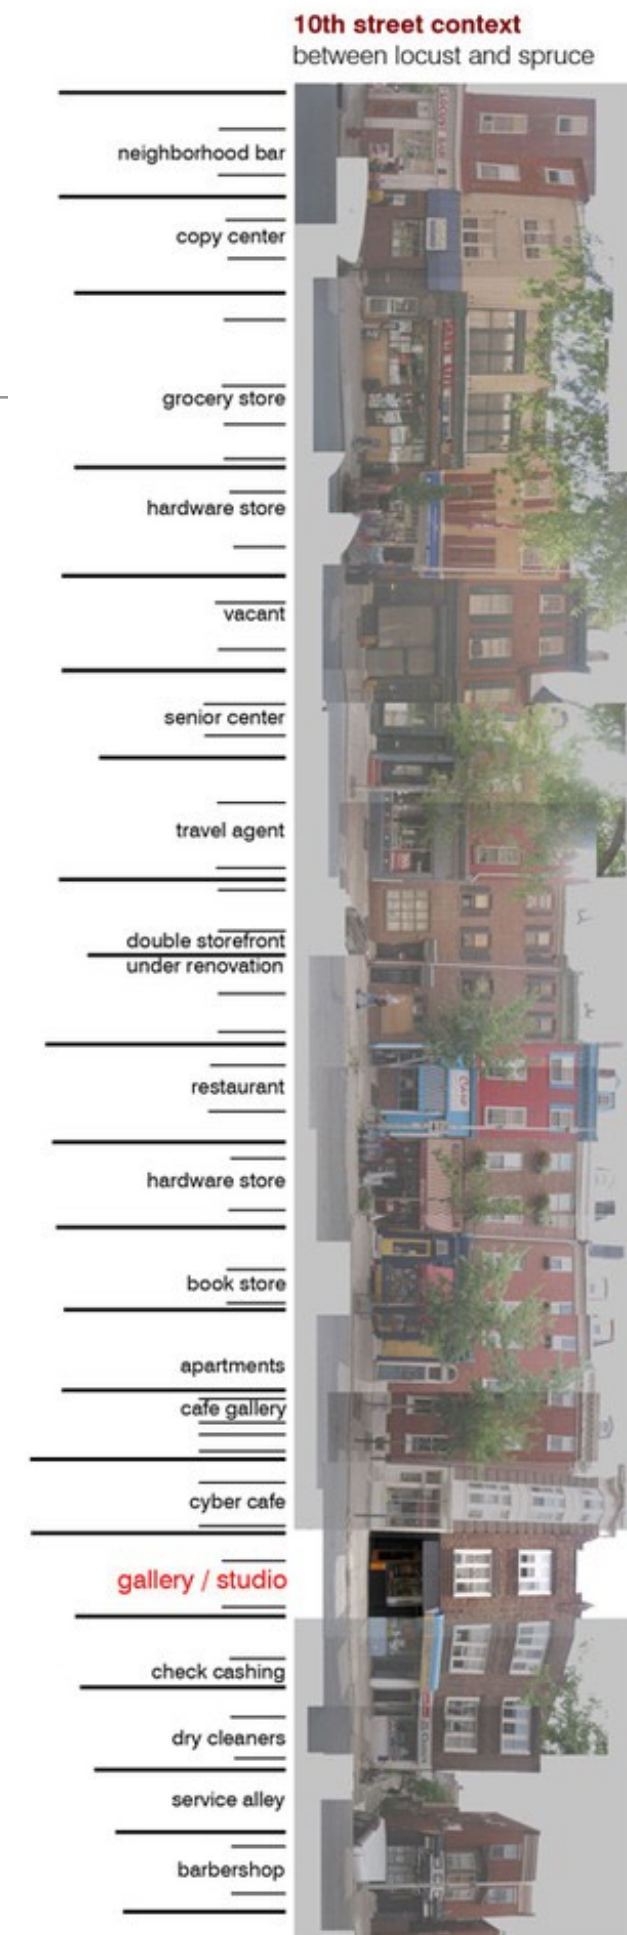 10th street context
between locust and spruce
neighborhood bar
copy center
grocery store
hardware store
vacant
senior center
travel agent
double storefront
under renovation
restaurant
hardware store
book store
apartments
cafe gallery
cyber cafe
gallery / studio
check cashing
dry cleaners
service alley
barbershop